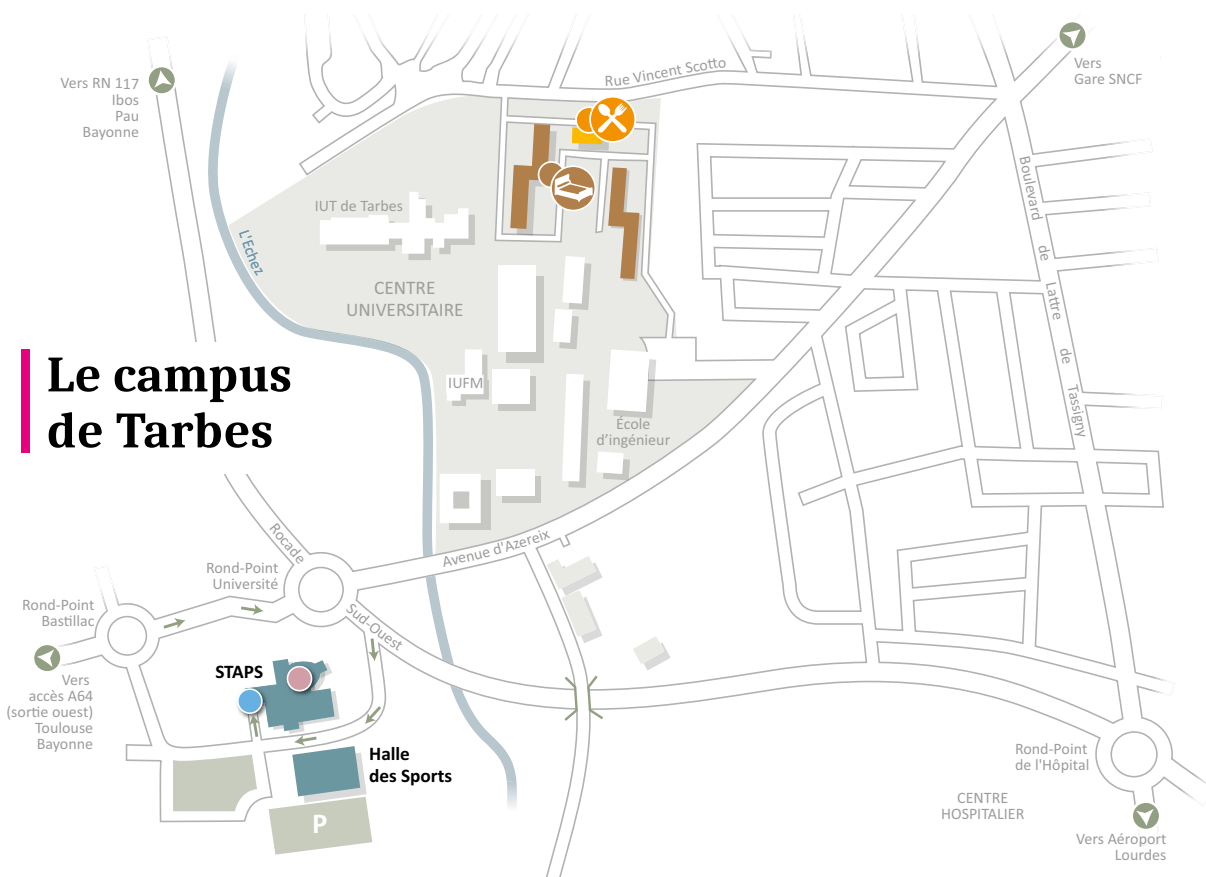 Vers RN 117
Ibos
Pau
Bayonne
Rue Vincent Scotto
Vers
Gare SNCF
IUT de Tarbes
L'Echez
CENTRE
UNIVERSITAIRE
Boulevard de Lattre de Tassigny
Le campus
de Tarbes
IUFM
École
d'ingénieur
Rocade
Avenue d'Azereix
Rond-Point
Université
Sud-Ouest
Rond-Point
Bastillac
Vers
accès A64
(sortie ouest)
Toulouse
Bayonne
STAPS
Halle
des Sports
P
Rond-Point
de l'Hôpital
CENTRE
HOSPITALIER
Vers Aéroport
Lourdes